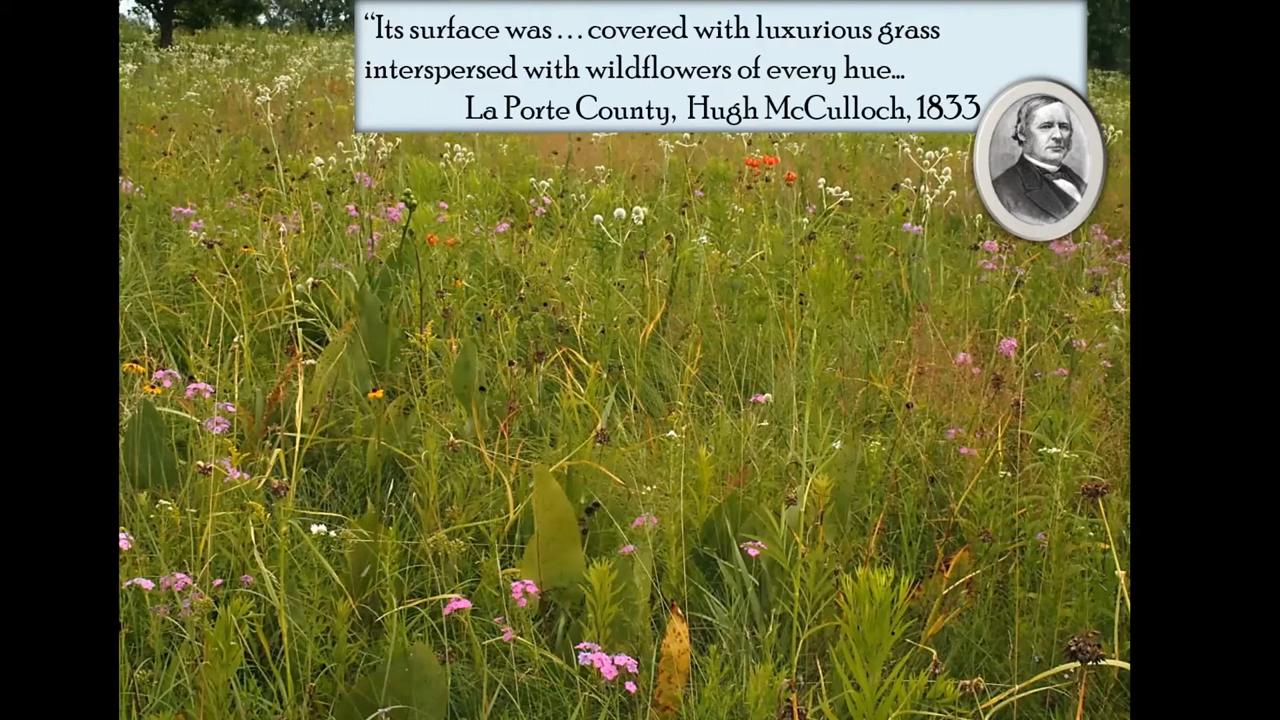 “Its surface was ... covered with luxurious grass
interspersed with wildflowers of every hue...
La Porte County, Hugh McCulloch, 1833